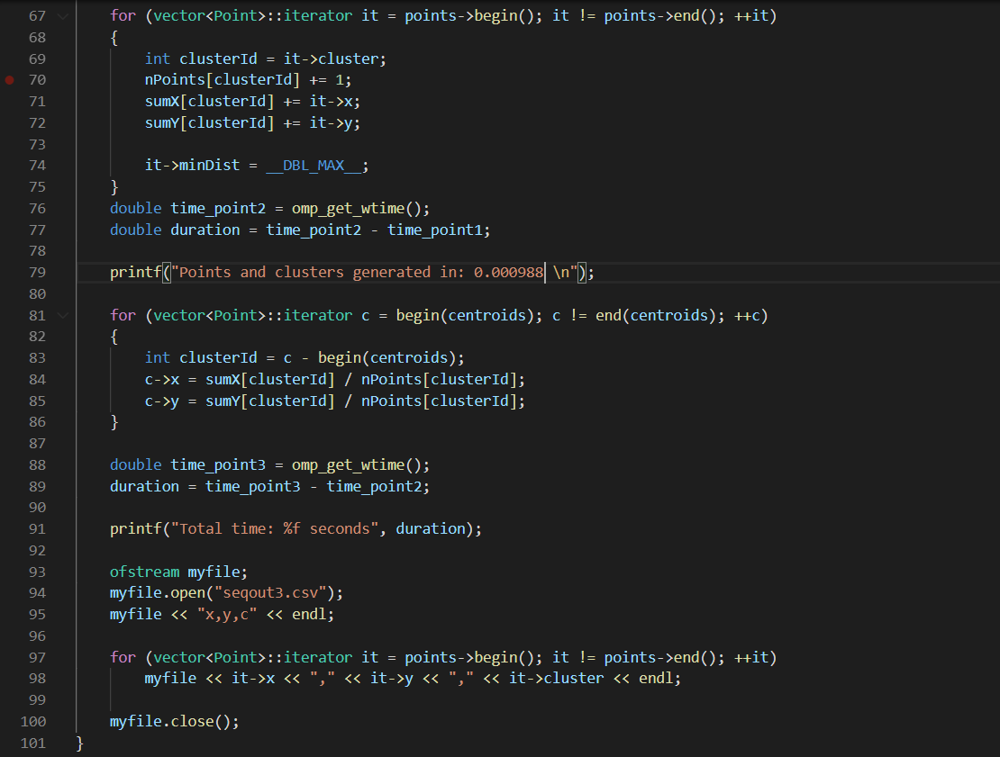 67 for (vector<Point>::iterator it = points->begin(); it != points->end(); ++it)
68 {
69 int clusterId = it->cluster;
70 nPoints[clusterId] += 1;
71 sumX[clusterId] += it->x;
72 sumY[clusterId] += it->y;
73
74 it->minDist = __DBL_MAX__;
75 }
76 double time_point2 = omp_get_wtime();
77 double duration = time_point2 - time_point1;
78
79 printf("Points and clusters generated in: 0.000988 \n");
80
81 for (vector<Point>::iterator c = begin(centroids); c != end(centroids); ++c)
82 {
83 int clusterId = c - begin(centroids);
84 c->x = sumX[clusterId] / nPoints[clusterId];
85 c->y = sumY[clusterId] / nPoints[clusterId];
86 }
87
88 double time_point3 = omp_get_wtime();
89 duration = time_point3 - time_point2;
90
91 printf("Total time: %f seconds", duration);
92
93 ofstream myfile;
94 myfile.open("seqout3.csv");
95 myfile << "x,y,c" << endl;
96
97 for (vector<Point>::iterator it = points->begin(); it != points->end(); ++it)
98 myfile << it->x << "," << it->y << "," << it->cluster << endl;
99
100 myfile.close();
101 }